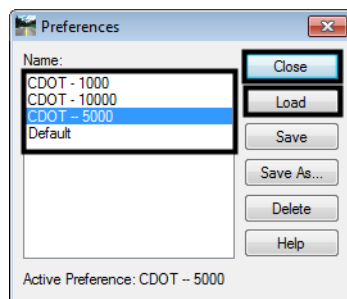 Preferences
Name:
CDOT - 1000
CDOT - 10000
CDOT -- 5000
Default
Close
Load
Save
Save As...
Delete
Help
Active Preference: CDOT -- 5000